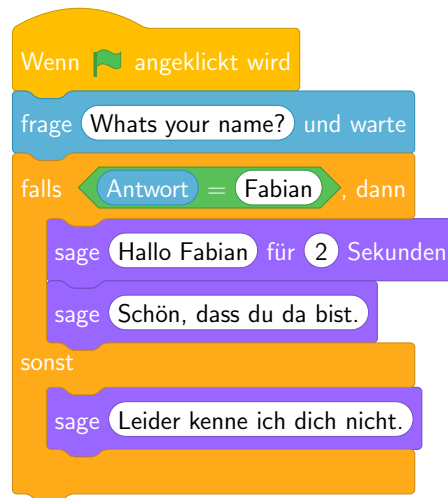 Wenn angeklickt wird
frage Whats your name? und warte
falls Antwort = Fabian , dann
sage Hallo Fabian für 2 Sekunden
sage Schön, dass du da bist.
sonst
sage Leider kenne ich dich nicht.